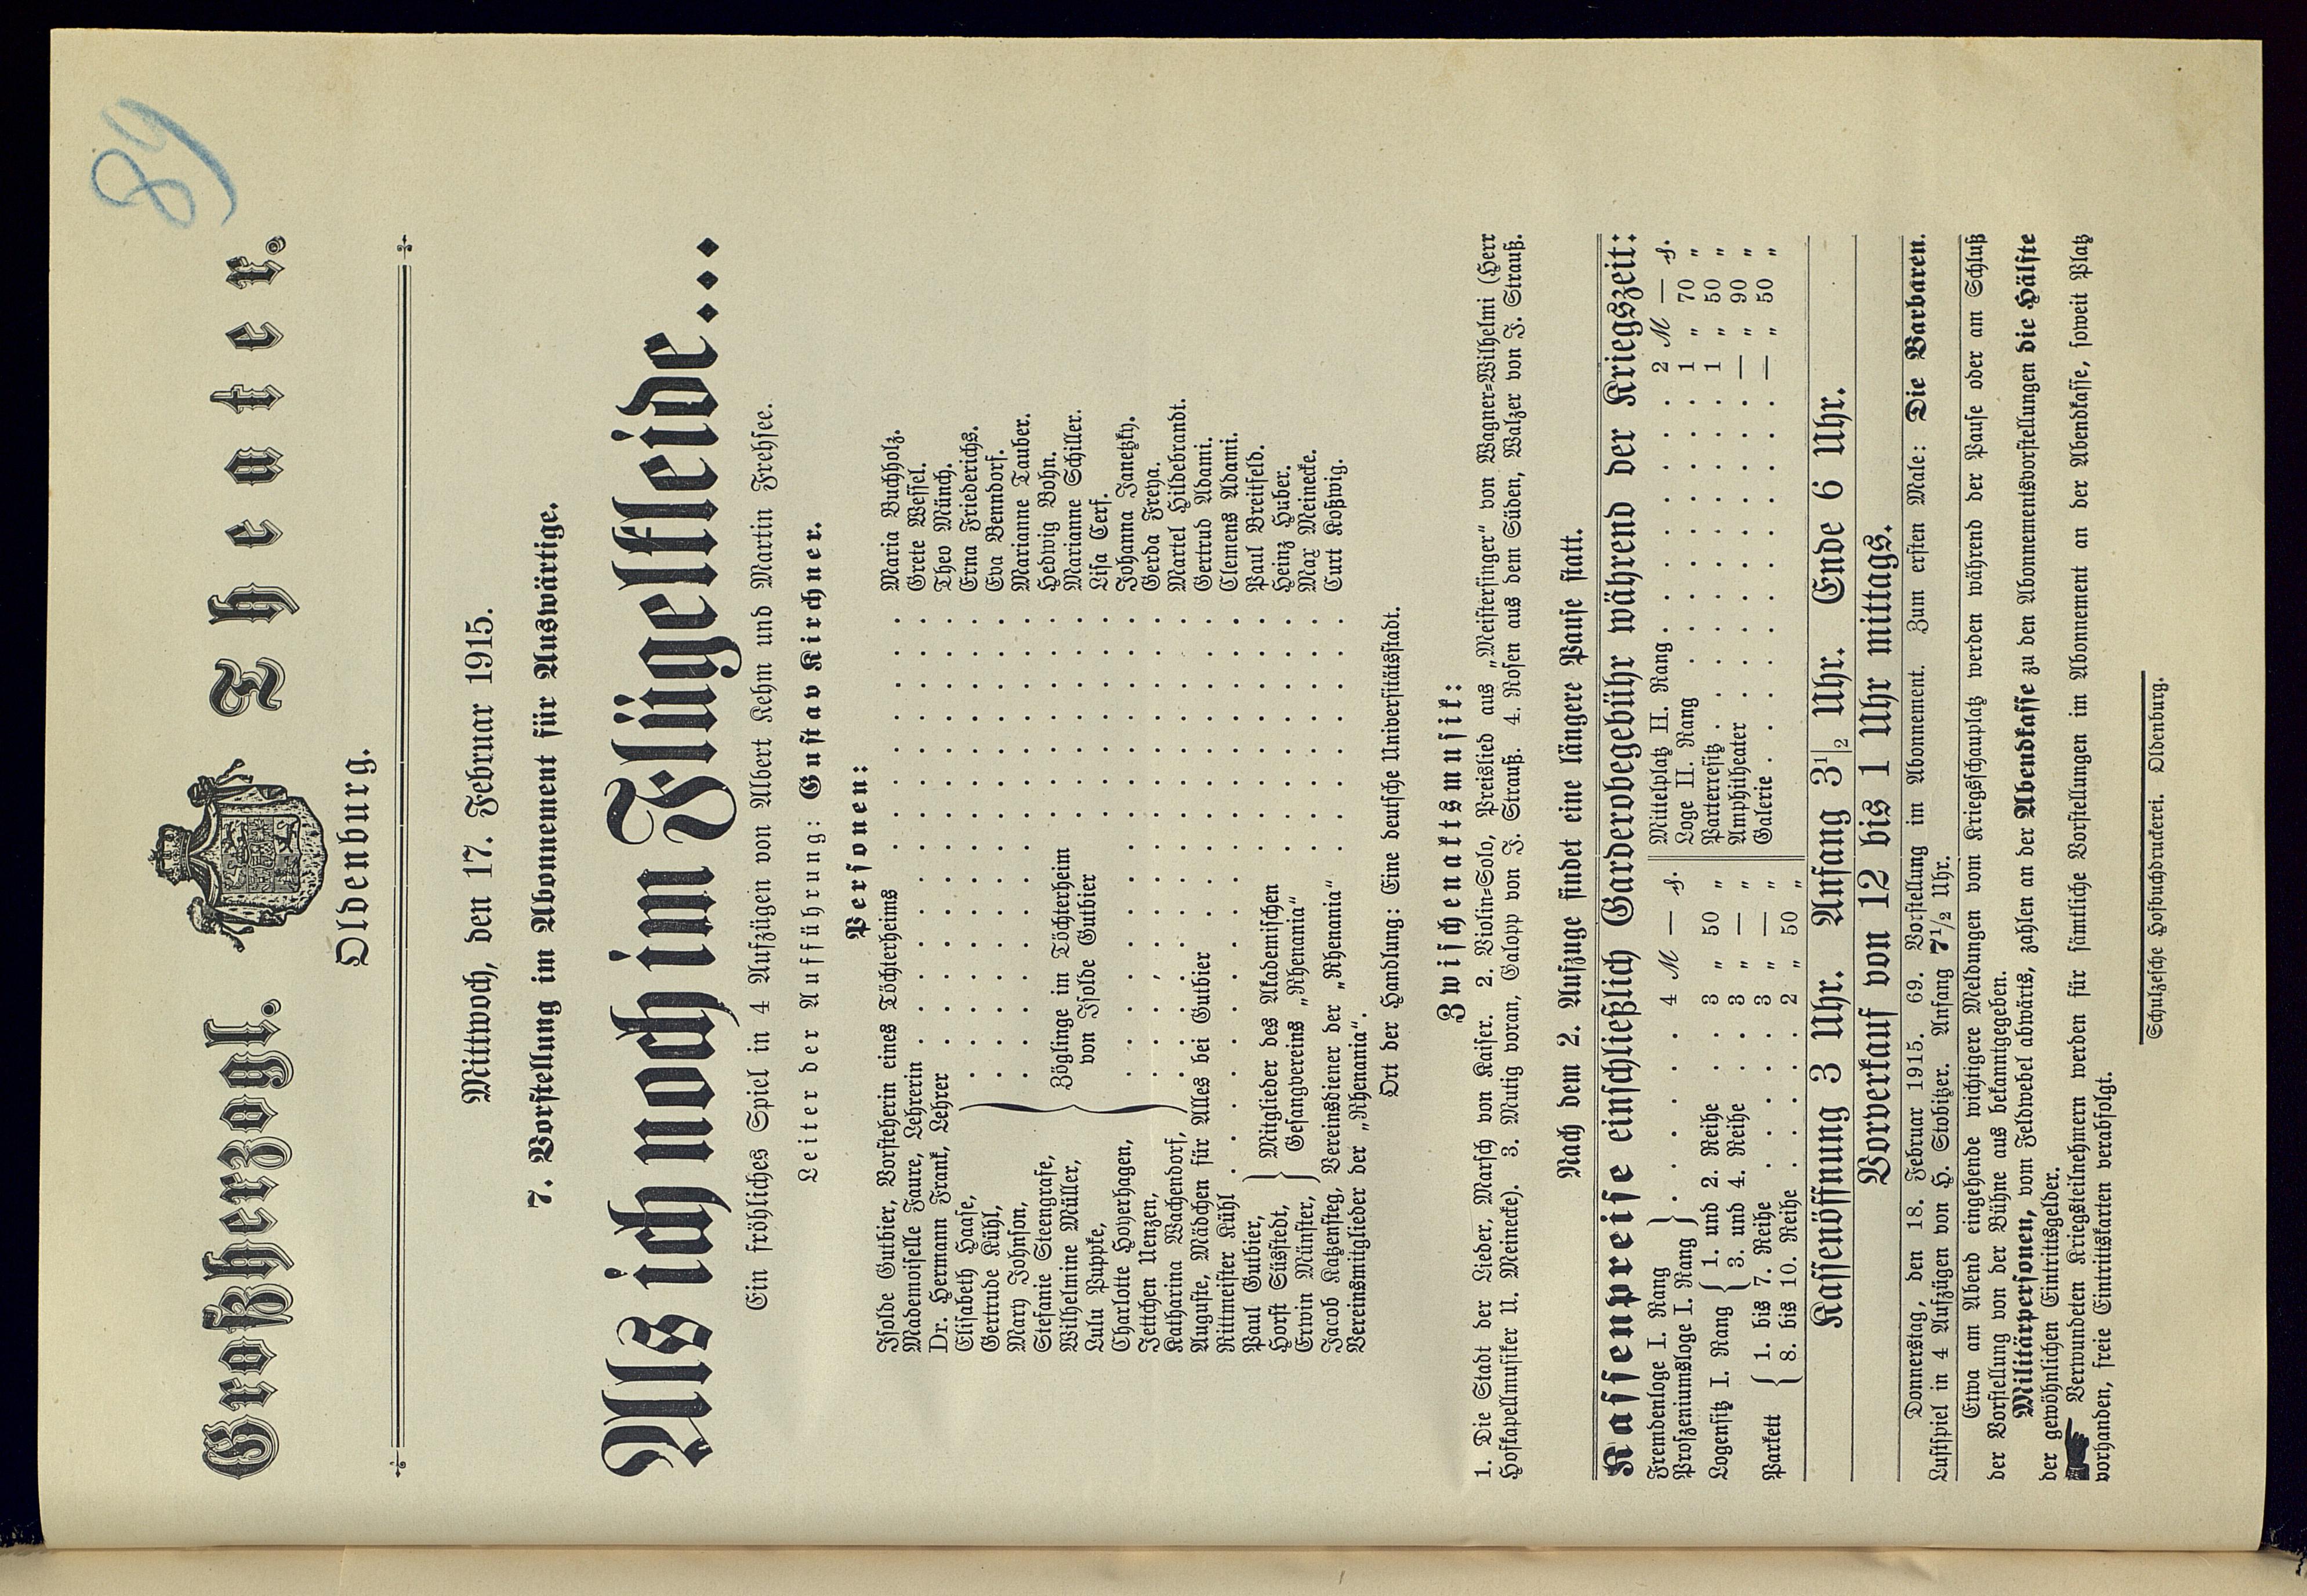 84
Großherzogl. Theater.
Oldenburg.
Mittwoch, den 17. Februar 1915.
7. Vorstellung im Abonnement für Auswärtige.
Als ich noch im Flügelkleide...
Ein fröhliches Spiel in 4 Aufzügen von Albert Kehm und Martin Frehsee.
Leiter der Aufführung: Gustav Kirchner.
Personen:
Isolde Gutbier, Vorsteherin eines Töchterheims . . . . . . . . Maria Buchholz.
Mademoiselle Faure, Lehrerin . . . . . . . . Grete Wessel.
Dr. Hermann Frank, Lehrer . . . . . . . . Theo Münch.
Elisabeth Haase, . . . . . . . . Erna Friederichs.
Gertrude Kühl, . . . . . . . . Eva Benndorf.
Mary Johnson, . . . . . . . . Marianne Tauber.
Stefanie Steengrafe, } Zöglinge im Töchterheim . . . . Hedwig Bohn.
Wilhelmine Müller, von Isolde Gutbier . . . . Marianne Schiller.
Lulu Puppke, . . . . . . . . Lisa Cerf.
Charlotte Hoyerhagen, . . . . . . . . Johanna Janetzky.
Jettchen Uenzen, . . . . . . . . Gerda Freya.
Katharina Wachendorf, . . . . . . . . Martel Hildebrandt.
Auguste, Mädchen für Alles bei Gutbier . . . . . . . . Gertrud Adami.
Rittmeister Kühl . . . . . . . . Clemens Adami.
Paul Gutbier, } Mitglieder des Akademischen . . . . Paul Breitfeld.
Horst Süsstedt, Gesangvereins „Rhenania“ . . . . Heinz Huber.
Erwin Münster, . . . . Max Meinecke.
Jacob Katzensteg, Vereinsdiener der „Rhenania“ . . . . Curt Koßwig.
Vereinsmitglieder der „Rhenania“.
Ort der Handlung: Eine deutsche Universitätsstadt.
Zwischenaktsmusik:
1. Die Stadt der Lieder, Marsch von Kaiser. 2. Violin=Solo, Preislied aus „Meistersinger“ von Wagner=Wilhelmi (Herr
Hofkapellmusiker U. Meinecke). 3. Mutig voran, Galopp von J. Strauß. 4. Rosen aus dem Süden, Walzer von J. Strauß.
Nach dem 2. Aufzuge findet eine längere Pause statt.
Kassenpreise einschließlich Garderobegebühr während der Kriegszeit:
Fremdenloge I. Rang } . . . . . 4 M — ₰.
Proszeniumsloge I. Rang
Logensitz I. Rang { 1. und 2. Reihe . . 3 „ 50 „
3. und 4. Reihe . . 3 „ — „
Parkett { 1. bis 7. Reihe . . . . 3 „ — „
8. bis 10. Reihe . . . . 2 „ 50 „
Mittelplatz II. Rang . . . . . . . . 2 M — ₰.
Loge II. Rang . . . . . . . . 1 „ 70 „
Parterresitz . . . . . . . . 1 „ 50 „
Amphitheater . . . . . . . . — „ 90 „
Galerie . . . . . . . . — „ 50 „
Kassenöffnung 3 Uhr. Anfang 3 1/2 Uhr. Ende 6 Uhr.
Vorverkauf von 12 bis 1 Uhr mittags.
Donnerstag, den 18. Februar 1915. 69. Vorstellung im Abonnement. Zum ersten Male: Die Barbaren.
Lustspiel in 4 Aufzügen von H. Stobitzer. Anfang 7 1/2 Uhr.
Etwa am Abend eingehende wichtigere Meldungen vom Kriegsschauplatz werden während der Pause oder am Schluß
der Vorstellung von der Bühne aus bekanntgegeben.
Militärpersonen, vom Feldwebel abwärts, zahlen an der Abendkasse zu den Abonnementsvorstellungen die Hälfte
der gewöhnlichen Eintrittsgelder.
Verwundeten Kriegsteilnehmern werden für sämtliche Vorstellungen im Abonnement an der Abendkasse, soweit Platz
vorhanden, freie Eintrittskarten verabfolgt.
Schulzesche Hofbuchdruckerei. Oldenburg.